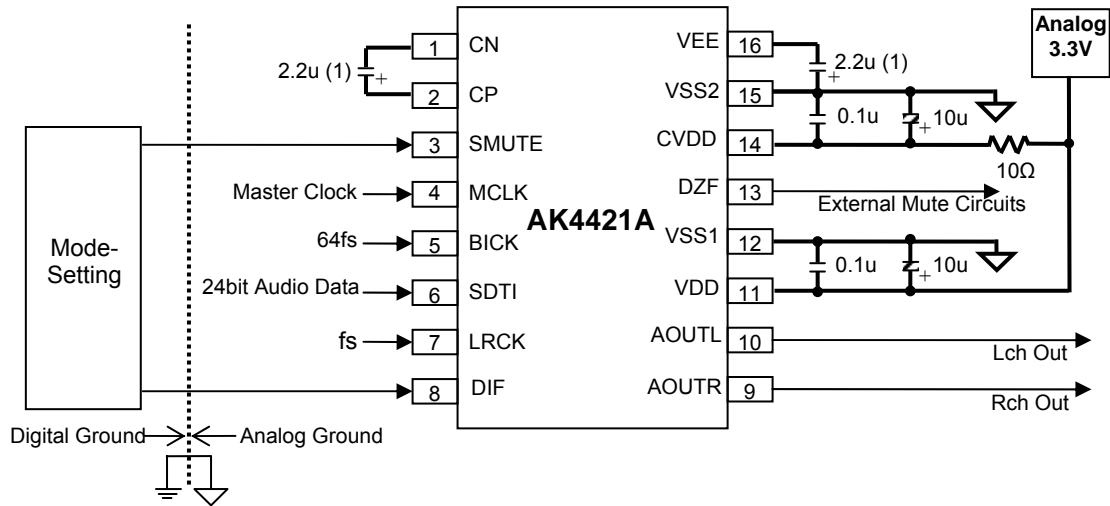 Analog
3.3V
1 CN
VEE 16
2.2u (1)
+
2.2u (1)
+
2 CP
VSS2 15
0.1u
+ 10u
3 SMUTE
CVDD 14
10Ω
Master Clock
4 MCLK
DZF 13
External Mute Circuits
AK4421A
Mode-
Setting
64fs
5 BICK
VSS1 12
0.1u
+ 10u
24bit Audio Data
6 SDTI
VDD 11
fs
7 LRCK
AOUTL 10
Lch Out
8 DIF
AOUTR 9
Rch Out
Digital Ground
Analog Ground